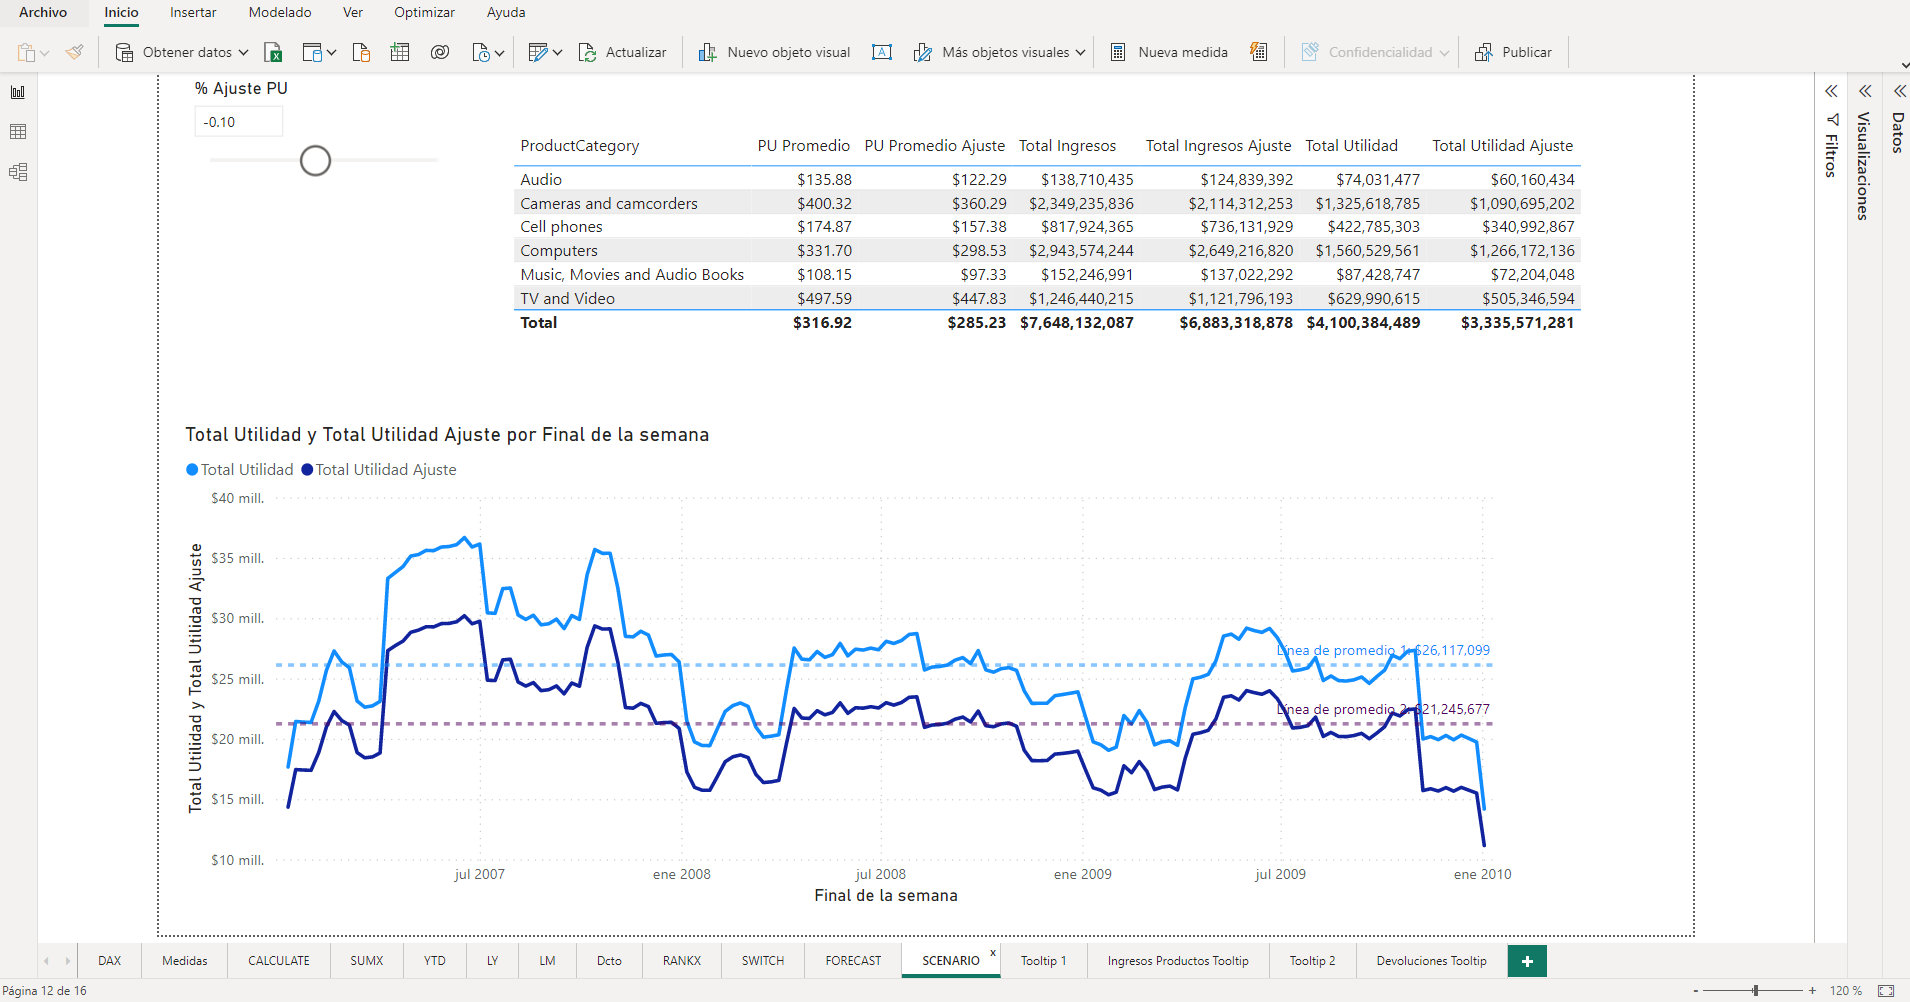 Archivo Inicio Insertar Modelado Ver Optimizar Ayuda
Obtener datos Actualizar Nuevo objeto visual Más objetos visuales Nueva medida Confidencialidad Publicar
% Ajuste PU
-0.10
ProductCategory PU Promedio PU Promedio Ajuste Total Ingresos Total Ingresos Ajuste Total Utilidad Total Utilidad Ajuste
Audio $135.88 $122.29 $138,710,435 $124,839,392 $74,031,477 $60,160,434
Cameras and camcorders $400.32 $360.29 $2,349,235,836 $2,114,312,253 $1,325,618,785 $1,090,695,202
Cell phones $174.87 $157.38 $817,924,365 $736,131,929 $422,785,303 $340,992,867
Computers $331.70 $298.53 $2,943,574,244 $2,649,216,820 $1,560,529,561 $1,266,172,136
Music, Movies and Audio Books $108.15 $97.33 $152,246,991 $137,022,292 $87,428,747 $72,204,048
TV and Video $497.59 $447.83 $1,246,440,215 $1,121,796,193 $629,990,615 $505,346,594
Total $316.92 $285.23 $7,648,132,087 $6,883,318,878 $4,100,384,489 $3,335,571,281
Filtros
Visualizaciones
Datos
Total Utilidad y Total Utilidad Ajuste por Final de la semana
Total Utilidad Total Utilidad Ajuste
Total Utilidad y Total Utilidad Ajuste
$40 mill.
$35 mill.
$30 mill.
$25 mill.
$20 mill.
$15 mill.
$10 mill.
Línea de promedio 1: $26,117,099
Línea de promedio 2: $21,245,677
jul 2007 ene 2008 jul 2008 ene 2009 jul 2009 ene 2010
Final de la semana
DAX Medidas CALCULATE SUMX YTD LY LM Dcto RANKX SWITCH FORECAST SCENARIO x Tooltip 1 Ingresos Productos Tooltip Tooltip 2 Devoluciones Tooltip +
Página 12 de 16 - + 120 %